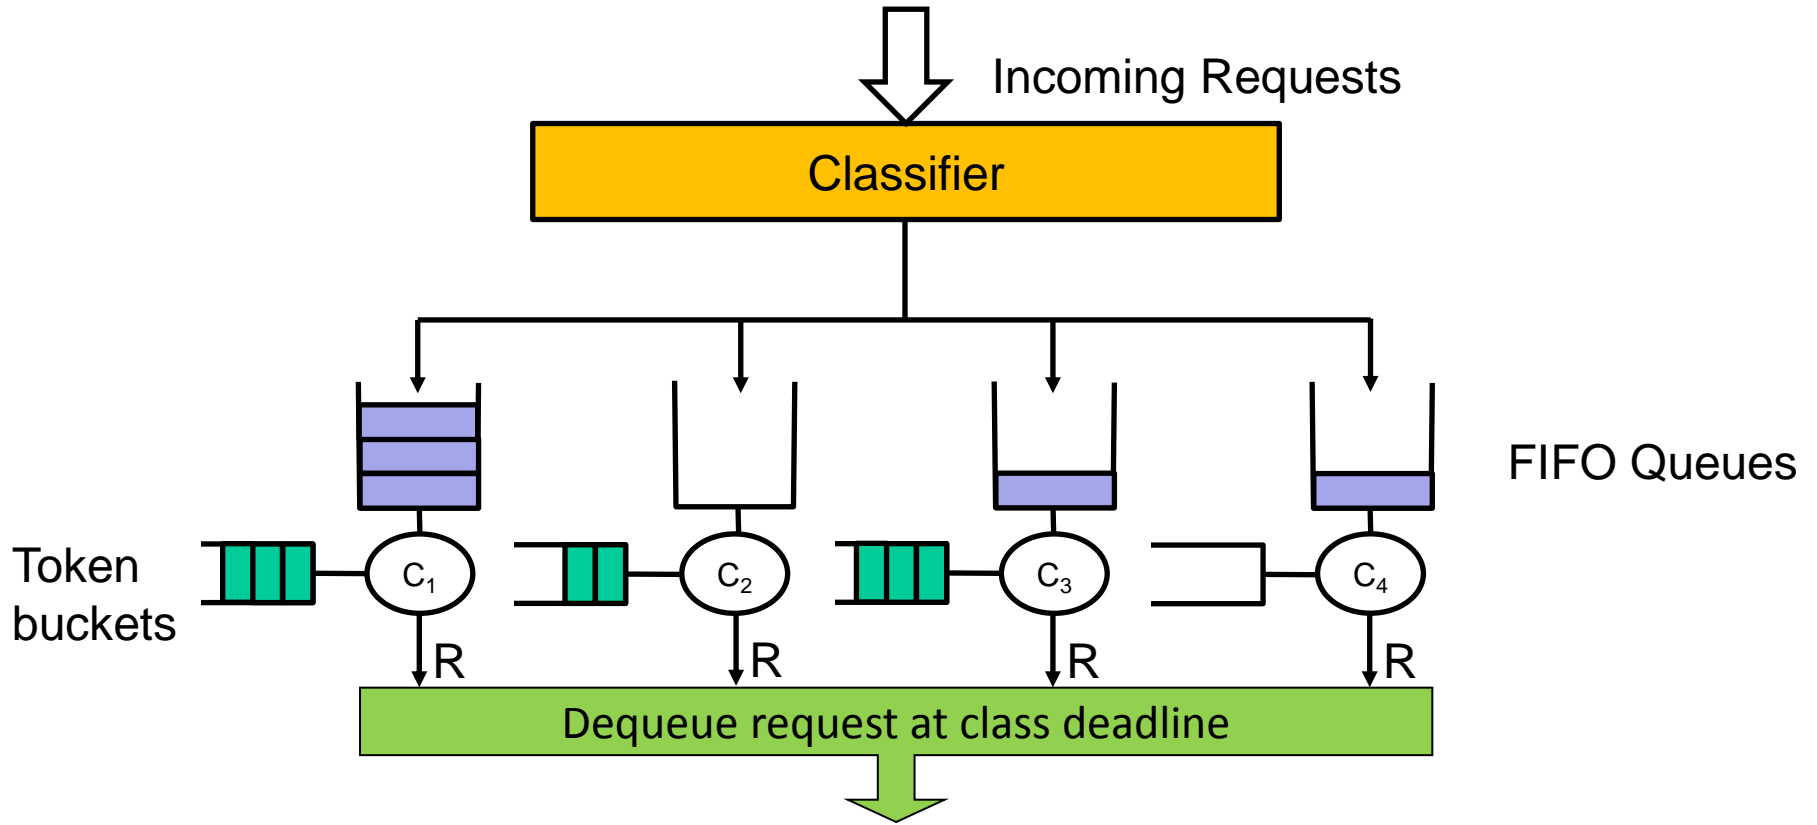 Incoming Requests
Classifier
FIFO Queues
Token
buckets
C₁
C₂
C₃
C₄
R
R
R
R
Dequeue request at class deadline